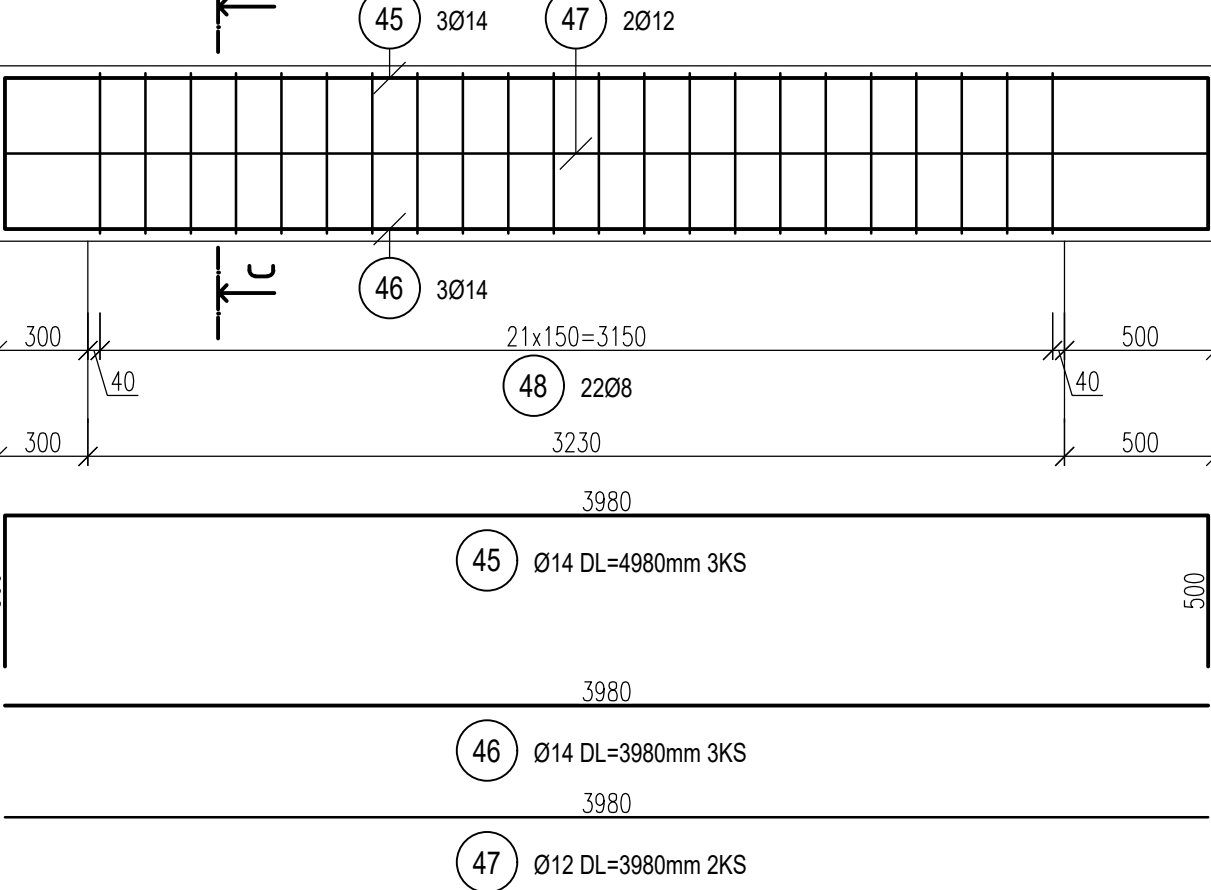 45 3Ø14 47 2Ø12
C
46 3Ø14
300 21x150=3150 500
40 48 22Ø8 40
300 3230 500
3980
45 Ø14 DL=4980mm 3KS
500
3980
46 Ø14 DL=3980mm 3KS
3980
47 Ø12 DL=3980mm 2KS